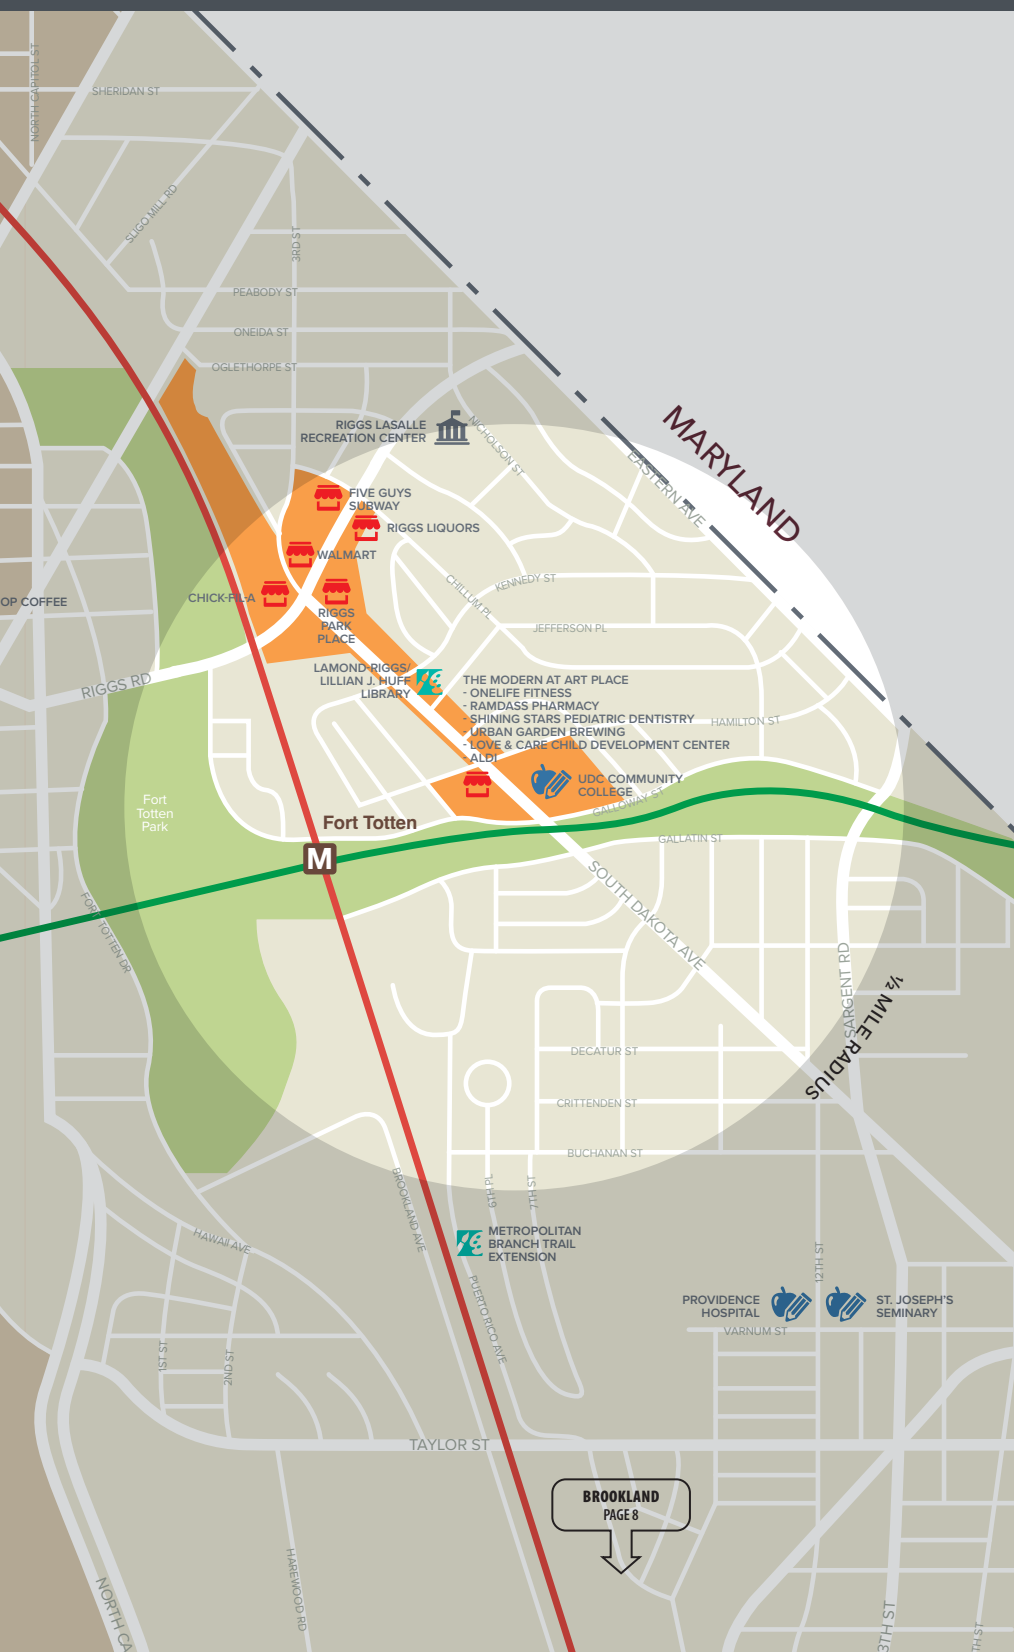 NORTH CAPITOL ST
SHERIDAN ST
SLIGO MILL RD
3RD ST
PEABODY ST
ONEIDA ST
OGLETHORPE ST
MARYLAND
RIGGS LASALLE
RECREATION CENTER
NICHOLSON ST
EASTERN AVE
FIVE GUYS
SUBWAY
RIGGS LIQUORS
WALMART
CHICK-FIL-A
OP COFFEE
RIGGS
PARK
PLACE
CHILLUM PL
KENNEDY ST
JEFFERSON PL
RIGGS RD
LAMOND-RIGGS/
LILLIAN J. HUFF
LIBRARY
THE MODERN AT ART PLACE
- ONELIFE FITNESS
- RAMDASS PHARMACY
- SHINING STARS PEDIATRIC DENTISTRY
- URBAN GARDEN BREWING
- LOVE & CARE CHILD DEVELOPMENT CENTER
- ALDI
HAMILTON ST
UDC COMMUNITY
COLLEGE
GALLOWAY ST
Fort
Totten
Park
Fort Totten
M
GALLATIN ST
SOUTH DAKOTA AVE
FORT TOTTEN DR
SARGENT RD
½ MILE RADIUS
DECATUR ST
CRITTENDEN ST
BUCHANAN ST
BROOKLAND AVE
6TH PL
7TH ST
HAWAII AVE
METROPOLITAN
BRANCH TRAIL
EXTENSION
12TH ST
PUERTO RICO AVE
PROVIDENCE
HOSPITAL
ST. JOSEPH'S
SEMINARY
VARNUM ST
1ST ST
2ND ST
TAYLOR ST
BROOKLAND
PAGE 8
HAREWOOD RD
NORTH CA
3TH ST
TH ST